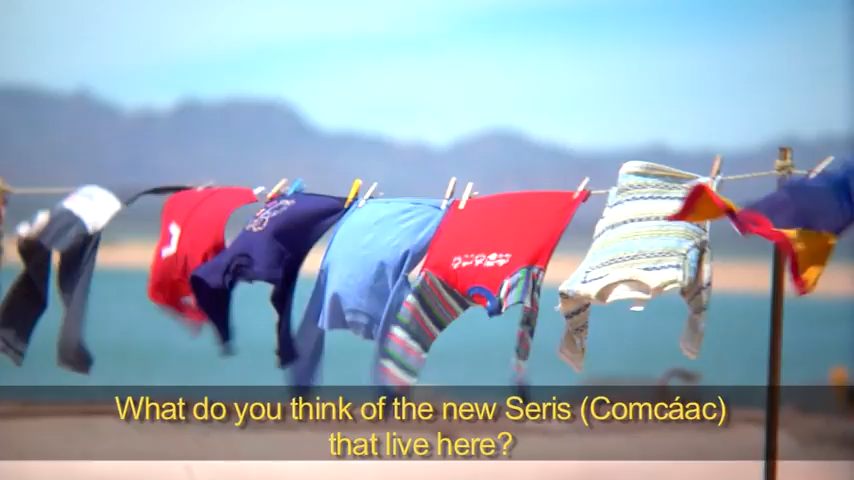 What do you think of the new Seris (Comcáac)
that live here?